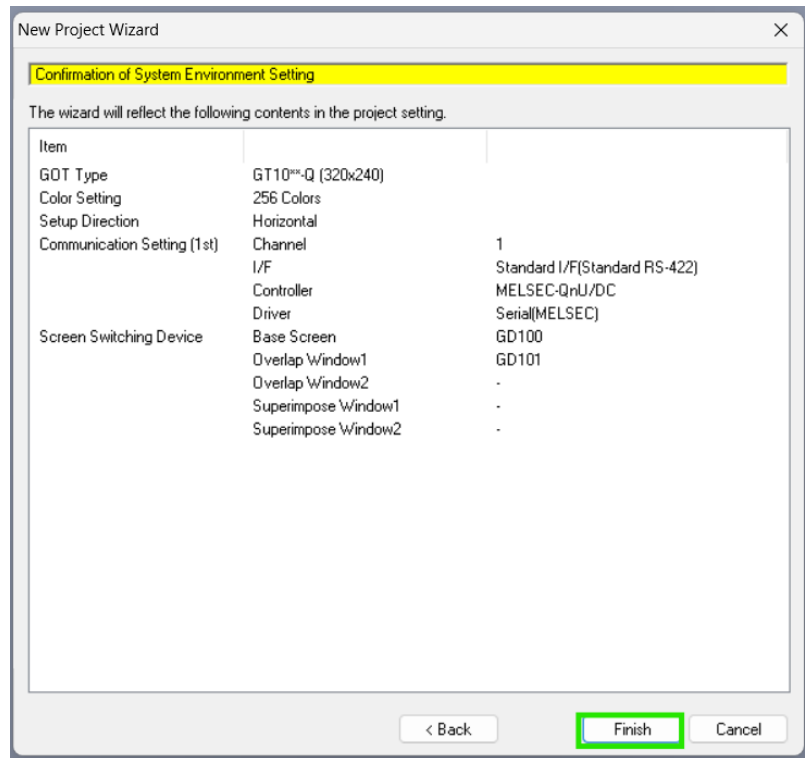 New Project Wizard
Confirmation of System Environment Setting
The wizard will reflect the following contents in the project setting.
Item
GOT Type GT10**-Q (320x240)
Color Setting 256 Colors
Setup Direction Horizontal
Communication Setting (1st) Channel 1
I/F Standard I/F(Standard RS-422)
Controller MELSEC-QnU/DC
Driver Serial(MELSEC)
Screen Switching Device Base Screen GD100
Overlap Window1 GD101
Overlap Window2 -
Superimpose Window1 -
Superimpose Window2 -
< Back Finish Cancel